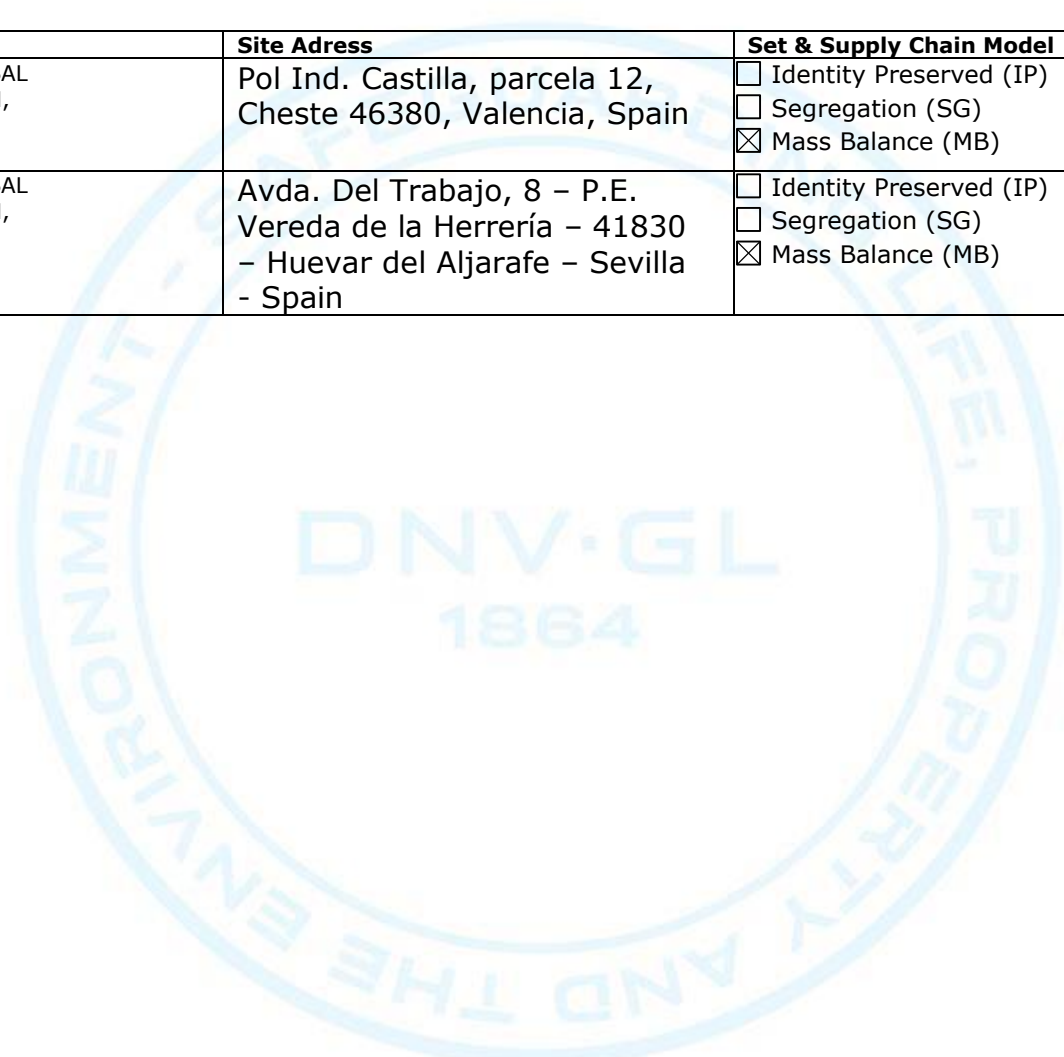 Site Adress
Set & Supply Chain Model
Pol Ind. Castilla, parcela 12,
Cheste 46380, Valencia, Spain
☐ Identity Preserved (IP)
☐ Segregation (SG)
☒ Mass Balance (MB)
Avda. Del Trabajo, 8 – P.E.
Vereda de la Herrería – 41830
– Huevar del Aljarafe – Sevilla
- Spain
☐ Identity Preserved (IP)
☐ Segregation (SG)
☒ Mass Balance (MB)
DNV·GL
1864
SAFEGUARDING LIFE, PROPERTY AND THE ENVIRONMENT